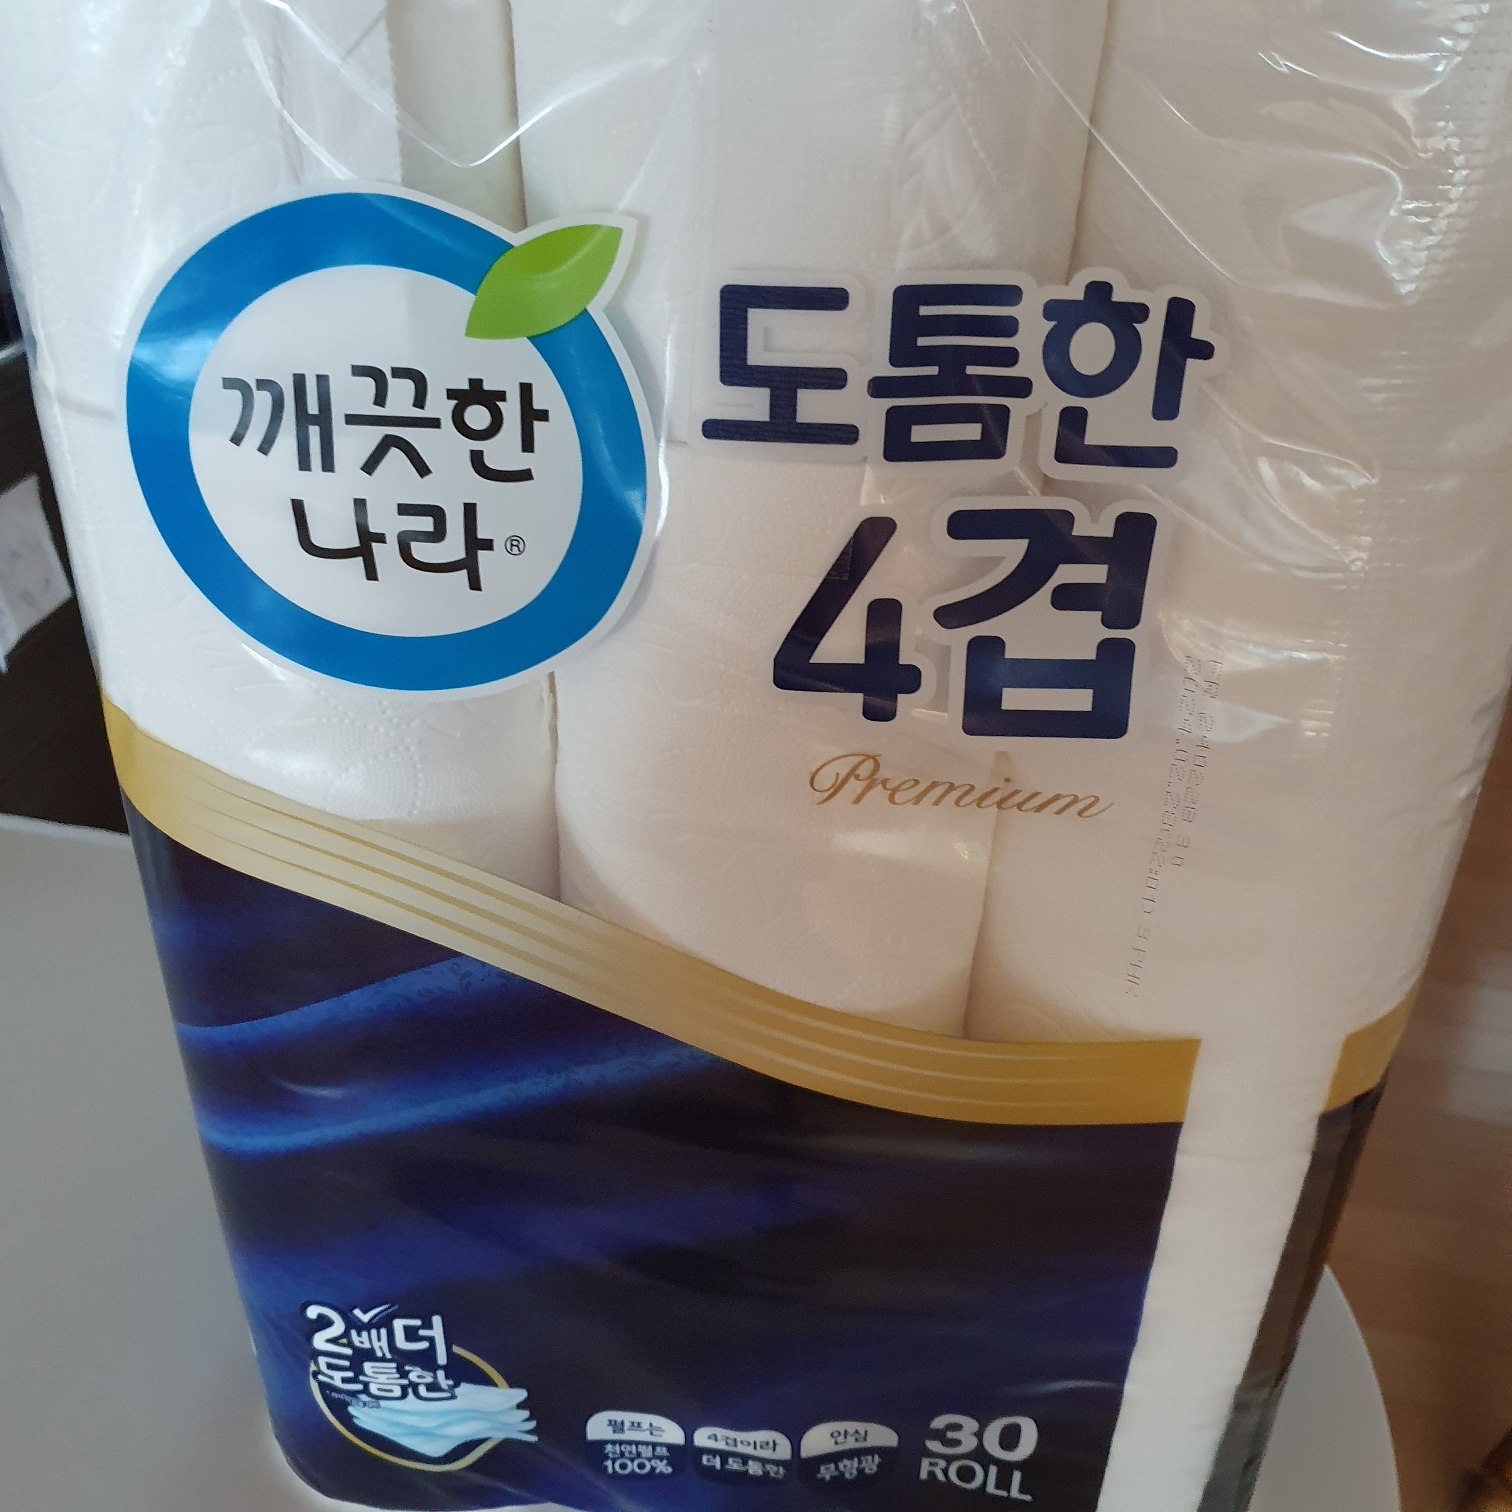 깨끗한
나라®
도톰한
4겹
Premium
2배 더
도톰한
펄프는
천연펄프
100%
4겹이라
더 도톰한
안심
무형광
30
ROLL